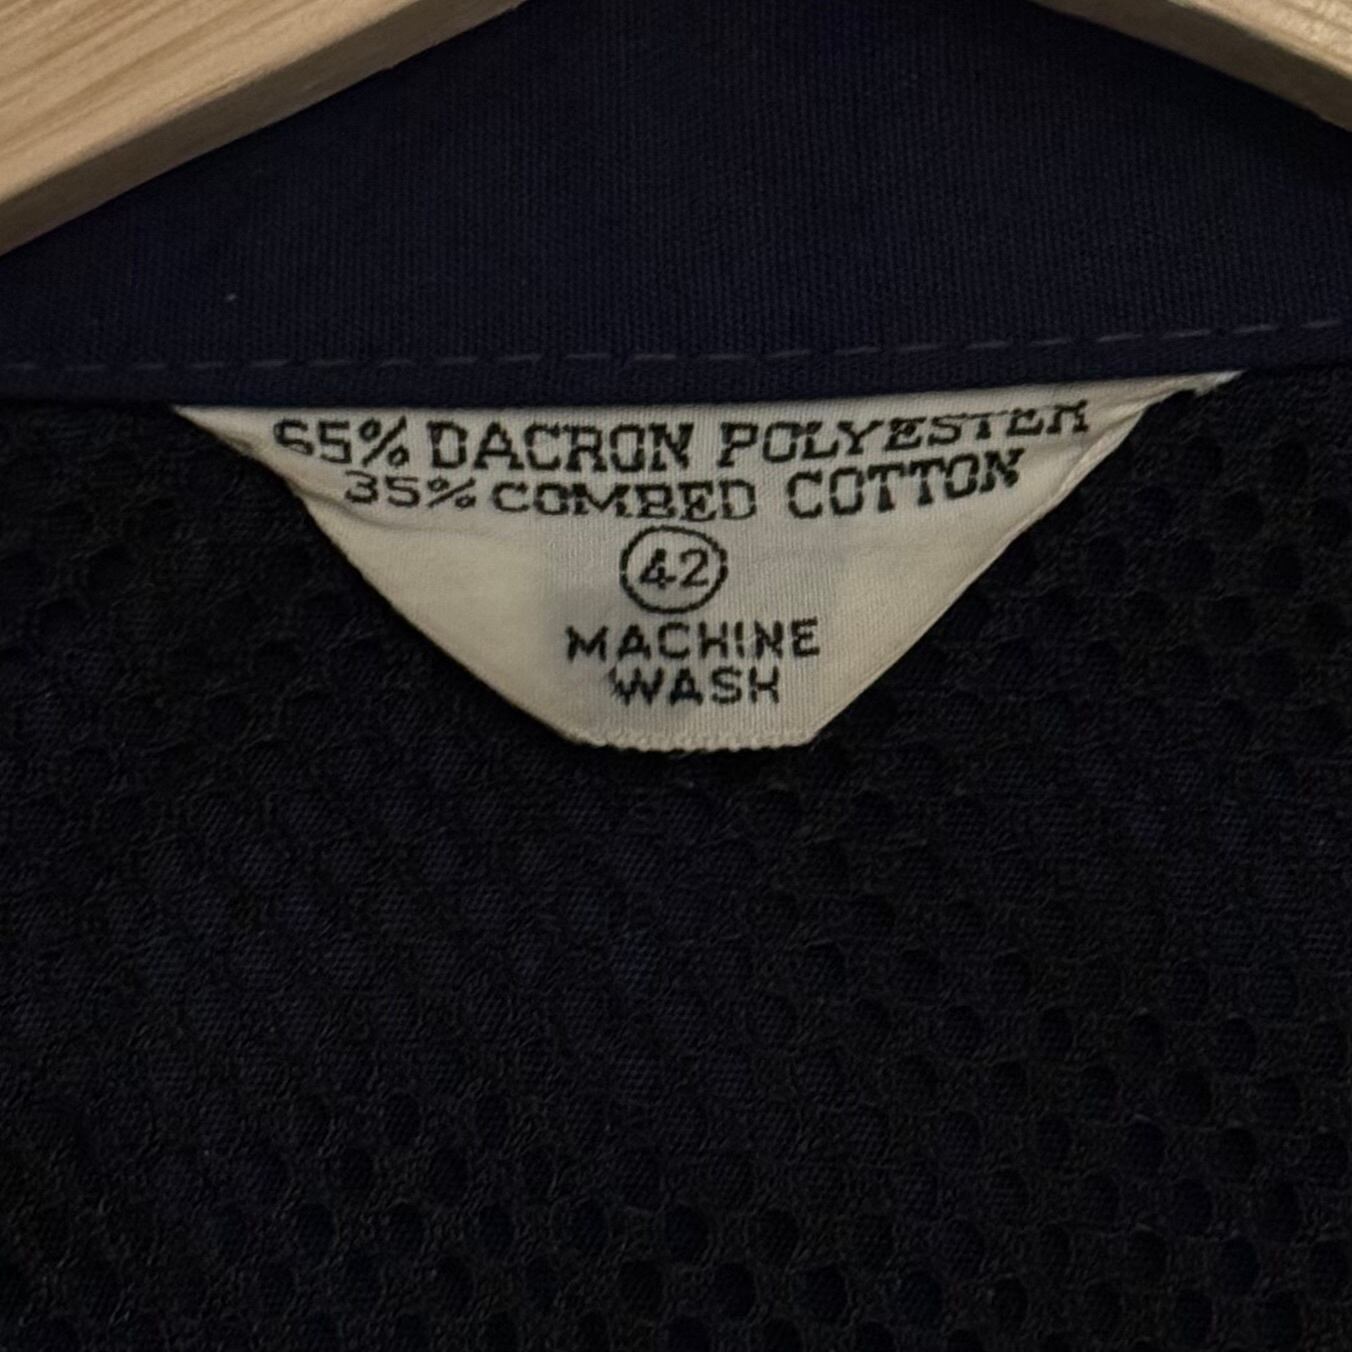 65% DACRON POLYESTER
35% COMBED COTTON
42
MACHINE
WASH